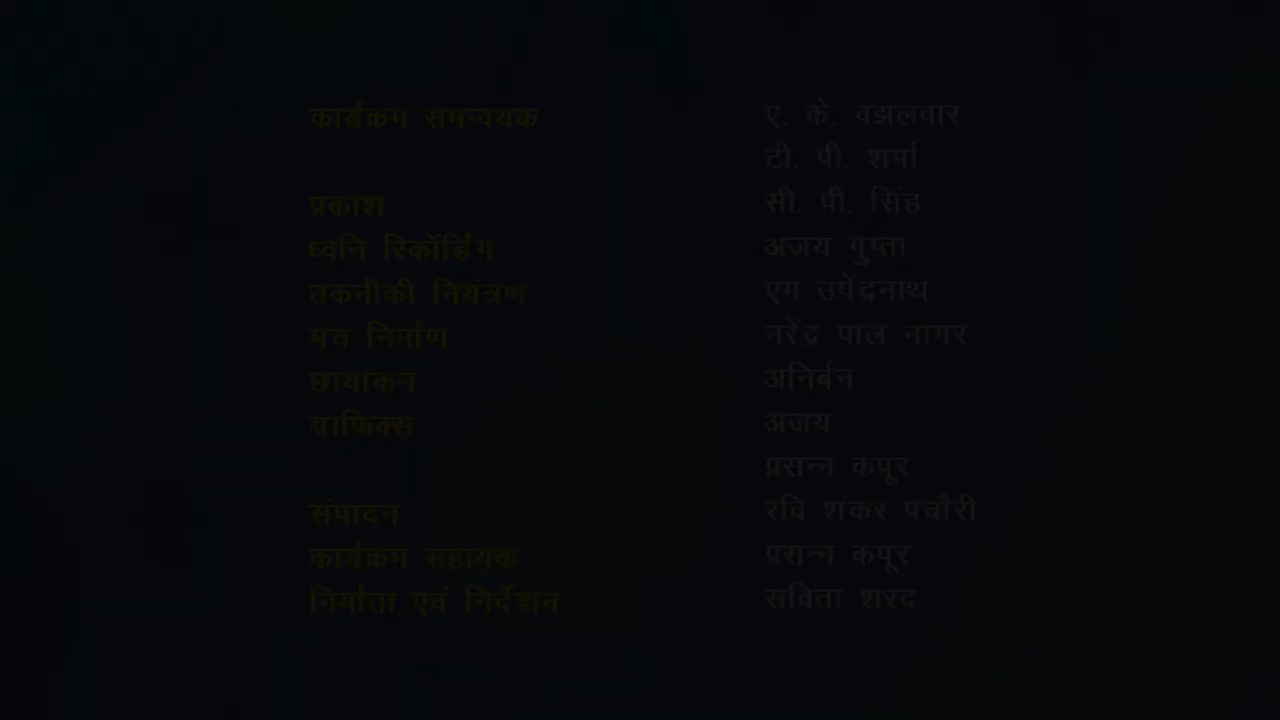 कार्यक्रम समन्वयक ए. के. वझलवार
टी. पी. शर्मा
प्रकाश सी. पी. सिंह
ध्वनि रिकॉर्डिंग अजय गुप्ता
तकनीकी नियंत्रण एम उपेंद्रनाथ
मंच निर्माण नरेंद्र पाल नागर
छायांकन अनिर्बन
ग्राफिक्स अजय
प्रसन्न कपूर
संपादन रवि शंकर पचौरी
कार्यक्रम सहायक प्रसन्न कपूर
निर्माता एवं निर्देशन सविता शरद